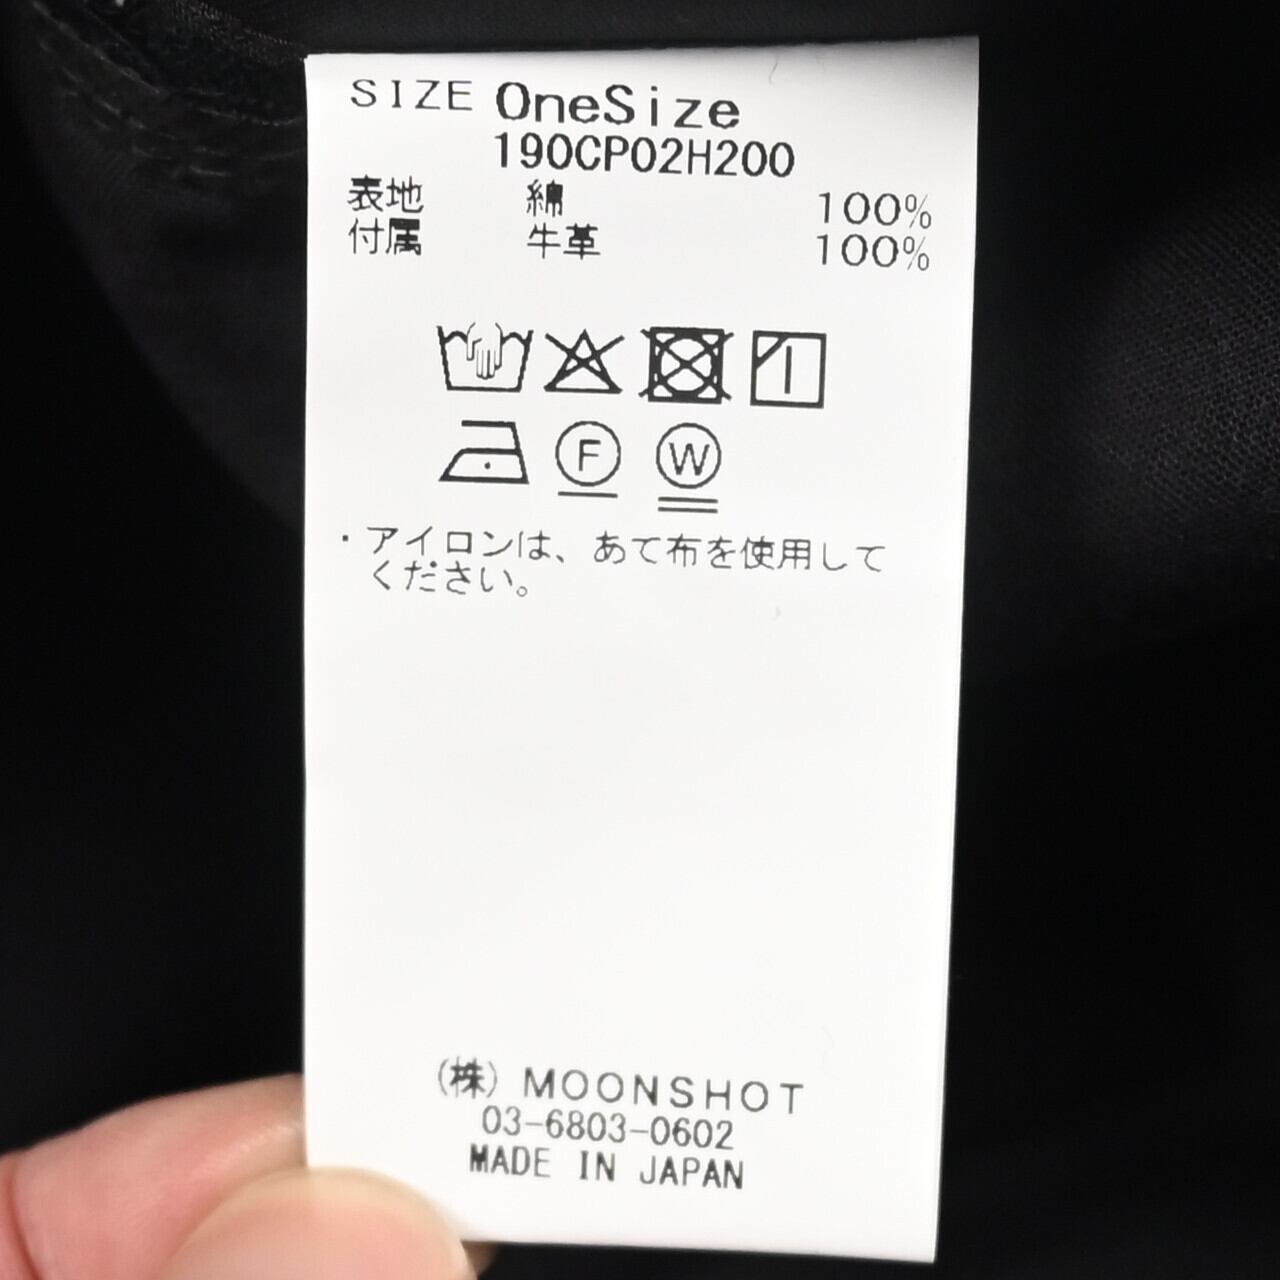 SIZE OneSize
190CP02H200
表地 綿 100%
付属 牛革 100%
F W
・アイロンは、あて布を使用して
ください。
(株) MOONSHOT
03-6803-0602
MADE IN JAPAN